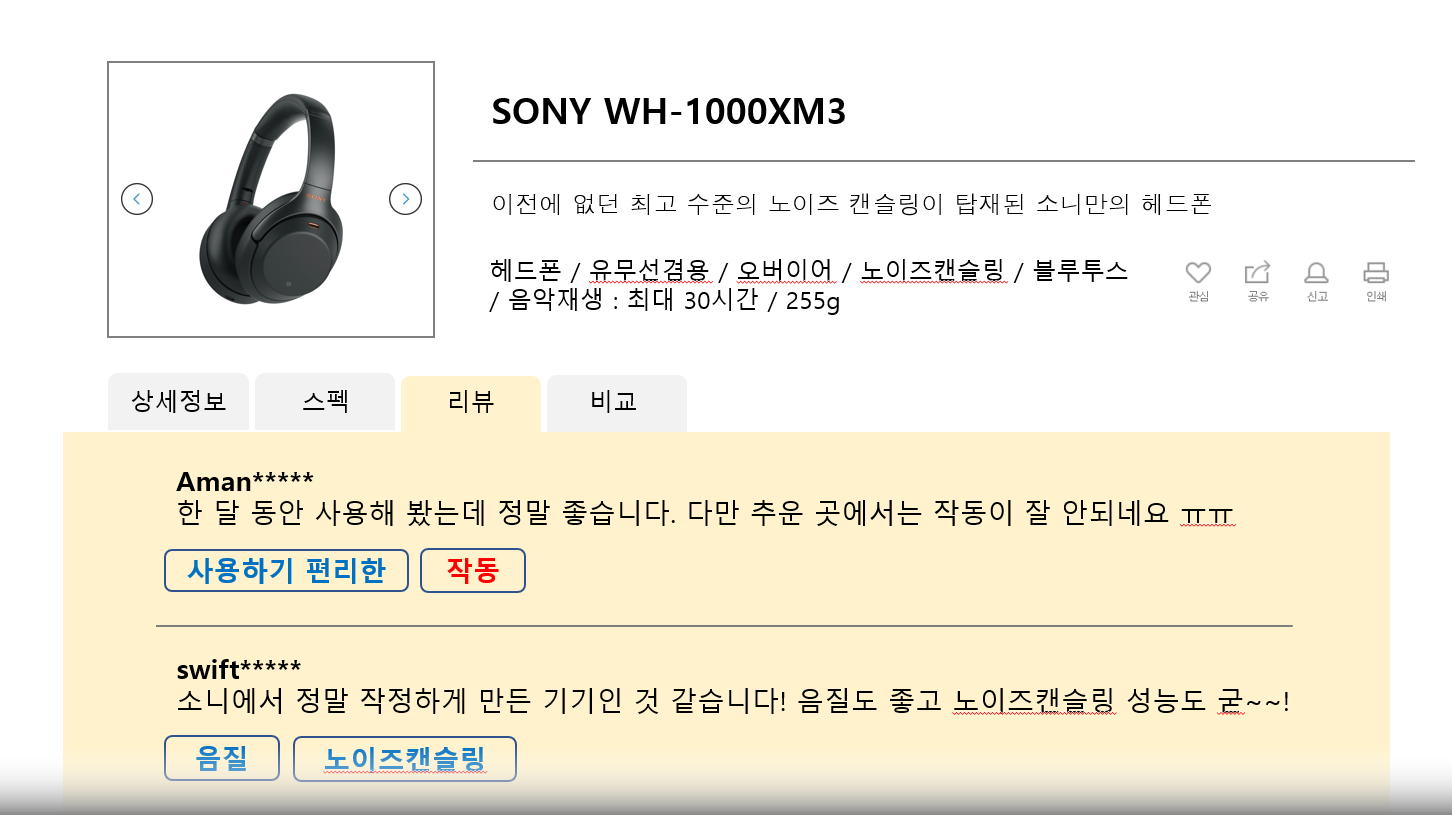 SONY WH-1000XM3
이전에 없던 최고 수준의 노이즈 캔슬링이 탑재된 소니만의 헤드폰
헤드폰 / 유무선겸용 / 오버이어 / 노이즈캔슬링 / 블루투스
/ 음악재생 : 최대 30시간 / 255g
관심 공유 신고 인쇄
SONY
상세정보 스펙 리뷰 비교
Aman*****
한 달 동안 사용해 봤는데 정말 좋습니다. 다만 추운 곳에서는 작동이 잘 안되네요 ㅠㅠ
사용하기 편리한 작동
swift*****
소니에서 정말 작정하게 만든 기기인 것 같습니다! 음질도 좋고 노이즈캔슬링 성능도 굳~~!
음질 노이즈캔슬링